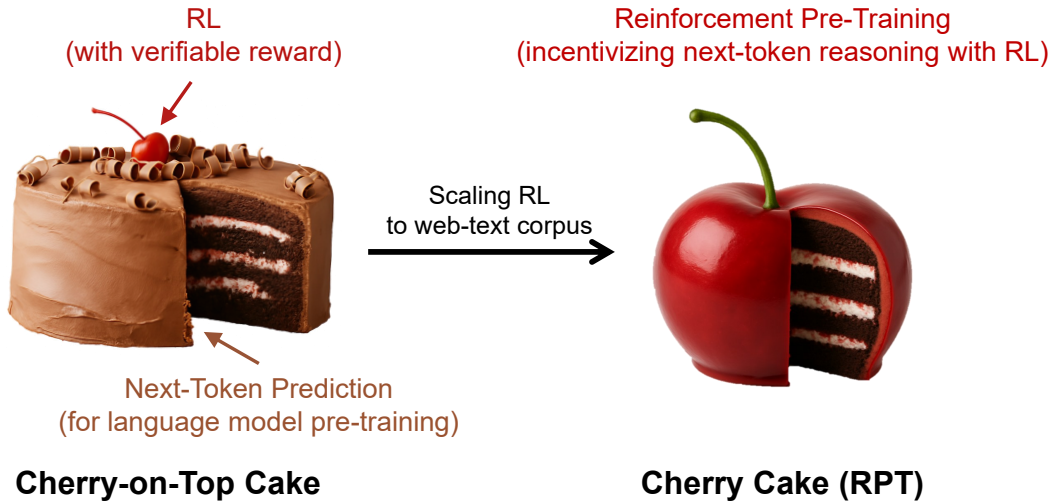 RL
(with verifiable reward)
Reinforcement Pre-Training
(incentivizing next-token reasoning with RL)
Scaling RL
to web-text corpus
Next-Token Prediction
(for language model pre-training)
Cherry-on-Top Cake
Cherry Cake (RPT)